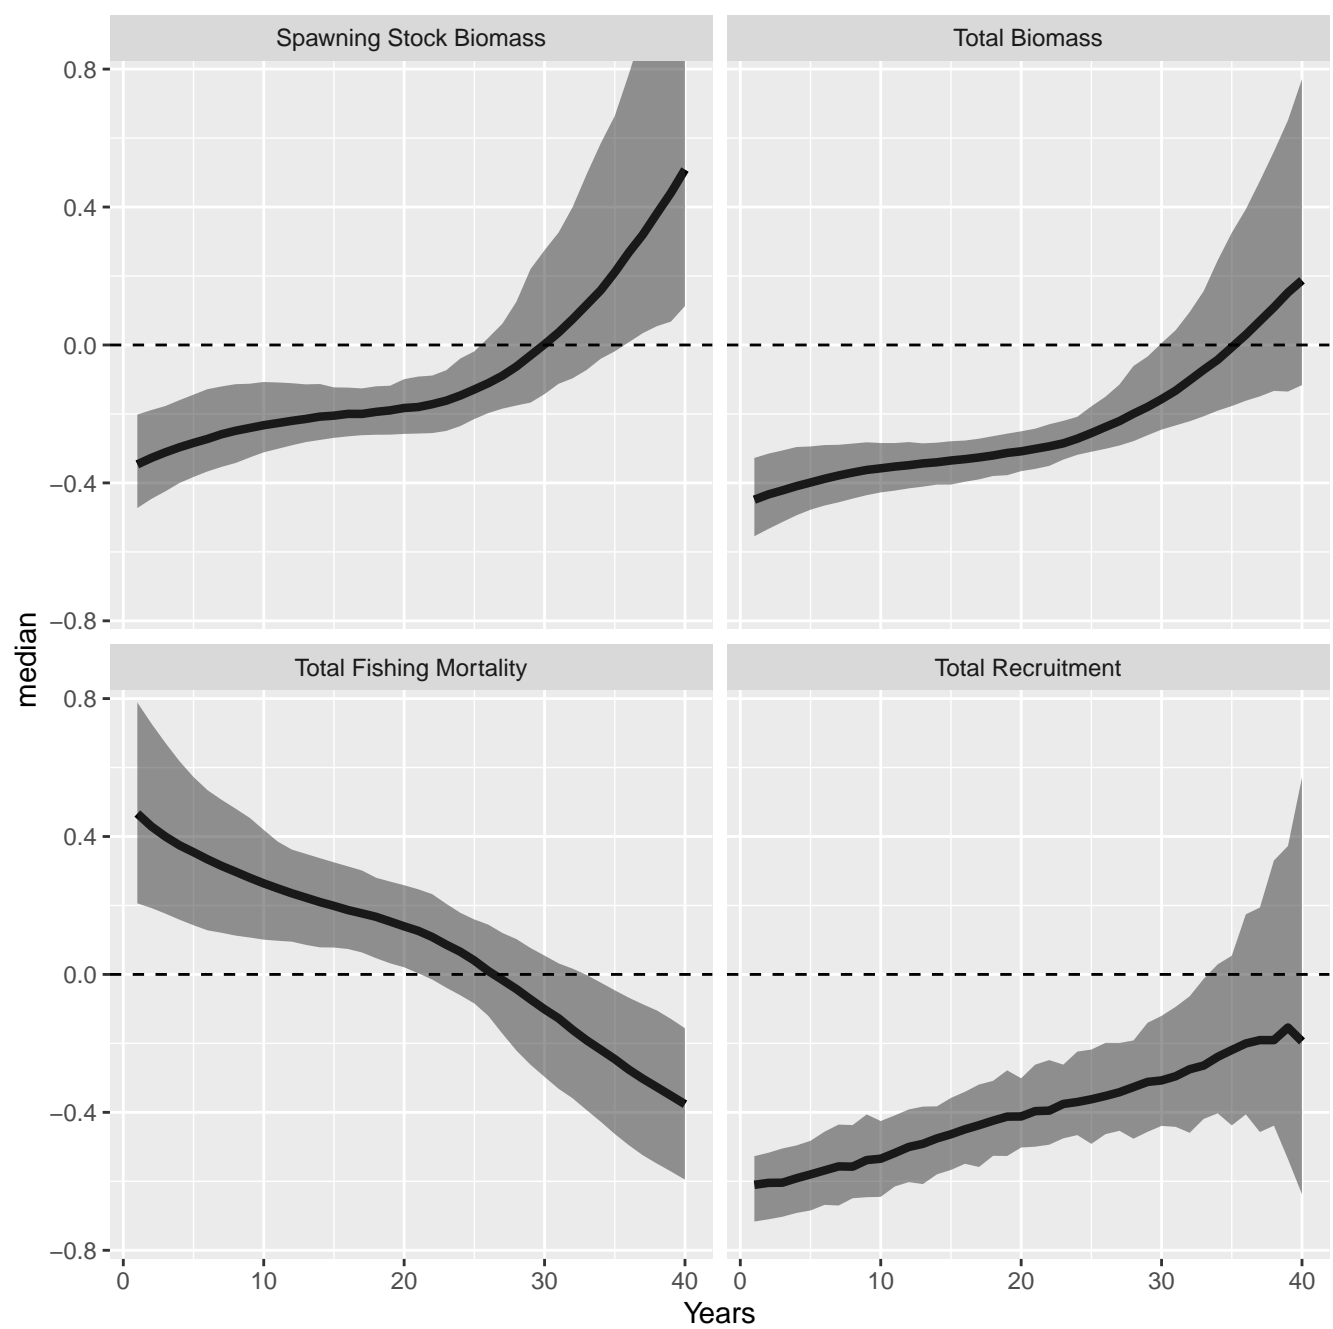 Spawning Stock Biomass
Total Biomass
0.8
0.4
0.0
−0.4
−0.8
Total Fishing Mortality
Total Recruitment
0.8
0.4
0.0
−0.4
−0.8
median
0 10 20 30 40
0 10 20 30 40
Years